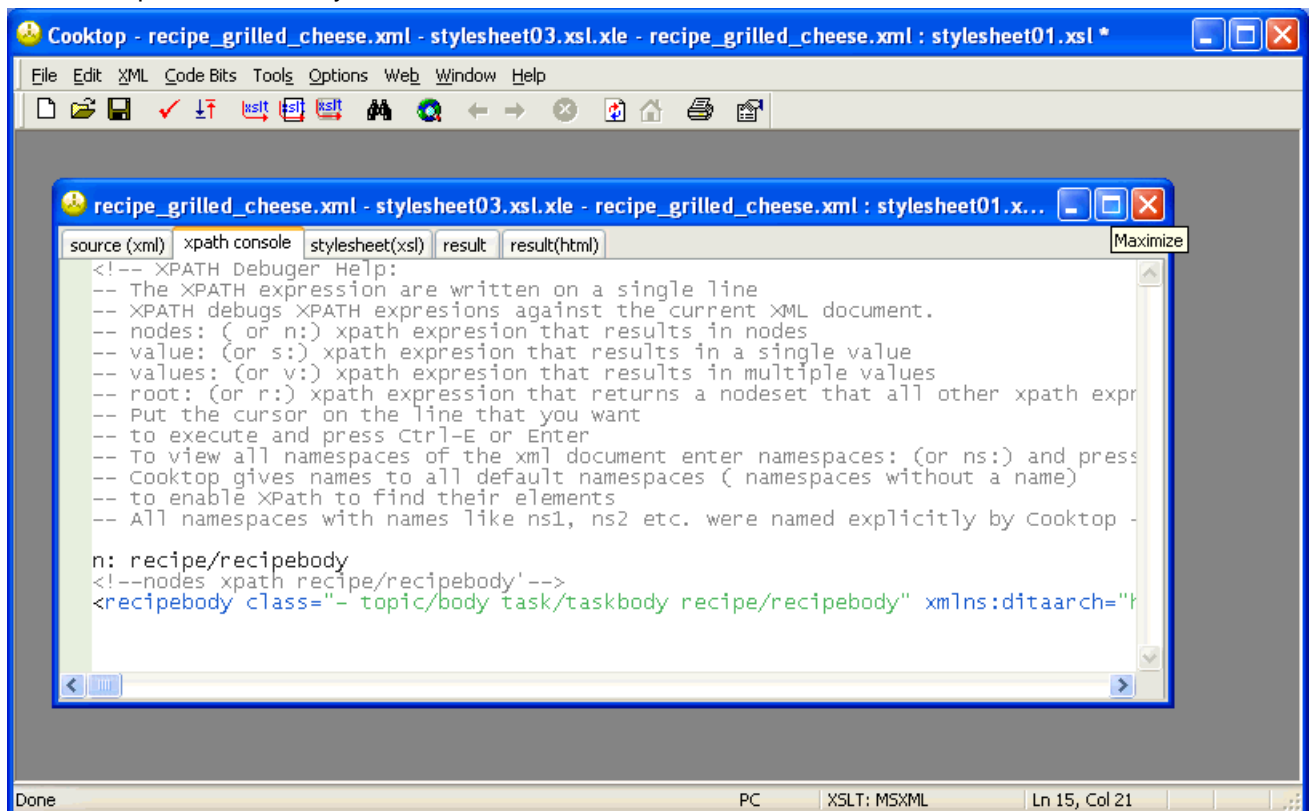 Cooktop - recipe_grilled_cheese.xml - stylesheet03.xsl.xle - recipe_grilled_cheese.xml : stylesheet01.xsl *
File Edit XML Code Bits Tools Options Web Window Help
xslt xslt xslt
recipe_grilled_cheese.xml - stylesheet03.xsl.xle - recipe_grilled_cheese.xml : stylesheet01.x...
source (xml) xpath console stylesheet(xsl) result result(html) Maximize
<!-- XPATH Debuger Help:
-- The XPATH expression are written on a single line
-- XPATH debugs XPATH expresions against the current XML document.
-- nodes: ( or n:) xpath expresion that results in nodes
-- value: (or s:) xpath expresion that results in a single value
-- values: (or v:) xpath expresion that results in multiple values
-- root: (or r:) xpath expression that returns a nodeset that all other xpath expr
-- Put the cursor on the line that you want
-- to execute and press Ctrl-E or Enter
-- To view all namespaces of the xml document enter namespaces: (or ns:) and press
-- Cooktop gives names to all default namespaces ( namespaces without a name)
-- to enable XPath to find their elements
-- All namespaces with names like ns1, ns2 etc. were named explicitly by Cooktop -
n: recipe/recipebody
<!--nodes xpath recipe/recipebody'-->
<recipebody class="- topic/body task/taskbody recipe/recipebody" xmlns:ditaarch="h
Done PC XSLT: MSXML Ln 15, Col 21